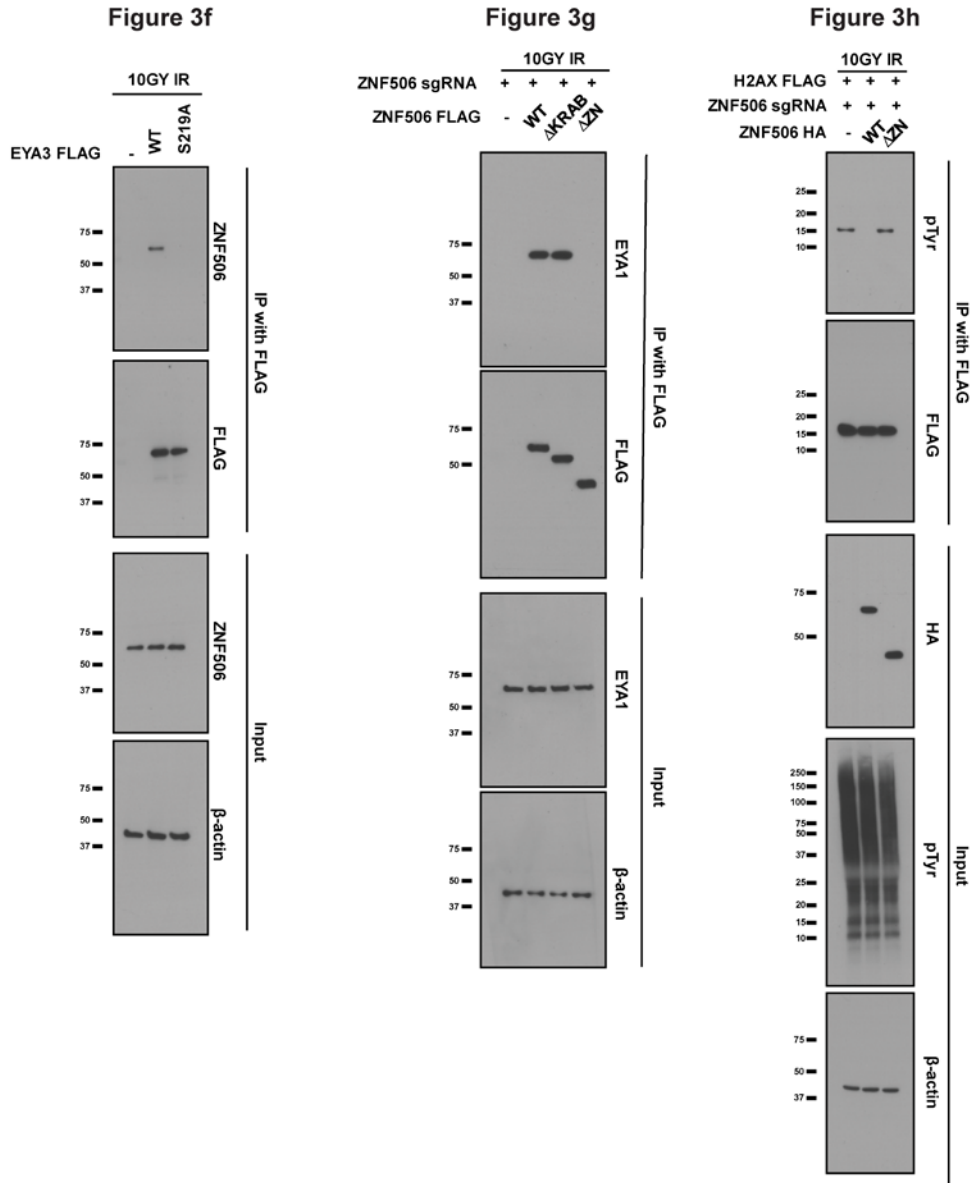 Figure 3f
10GY IR
EYA3 FLAG - WT S219A
75
50
37
ZNF506
75
50
37
FLAG
IP with FLAG
75
50
37
ZNF506
75
50
37
β-actin
Input
Figure 3g
10GY IR
ZNF506 sgRNA + + + +
ZNF506 FLAG - WT ΔKRAB ΔZN
75
50
37
EYA1
75
50
FLAG
IP with FLAG
75
50
37
EYA1
75
50
37
β-actin
Input
Figure 3h
10GY IR
H2AX FLAG + + +
ZNF506 sgRNA + + +
ZNF506 HA - WT ΔZN
25
20
15
10
pTyr
25
20
15
10
FLAG
IP with FLAG
75
50
HA
250
150
100
75
50
37
25
20
15
10
pTyr
75
50
37
β-actin
Input